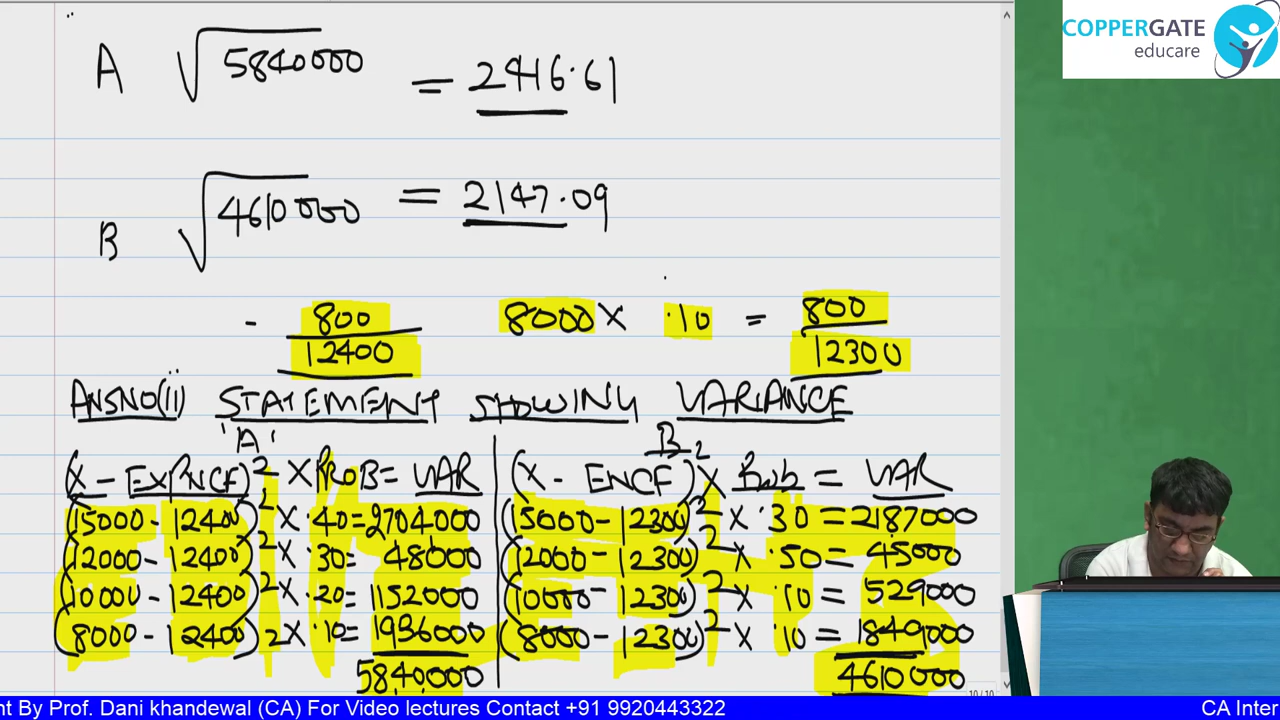 COPPERGATE
educare
A √5840000 = 2416.61
B √4610000 = 2147.09
- 800 8000 X .10 = 800
12400 12300
ANSNO(ii) STATEMENT SHOWING VARIANCE
'A' B
(X - EXPNCF)² X PROB = VAR (X - ENCF)² X Prob = VAR
(15000 - 12400)² X .40 = 2704000 (15000 - 12300)² X .30 = 2187000
(12000 - 12400)² X .30 = 48000 (12000 - 12300)² X .50 = 45000
(10000 - 12400)² X .20 = 1152000 (10000 - 12300)² X .10 = 529000
(8000 - 12400)² X .10 = 1936000 (8000 - 12300)² X .10 = 1849000
5840000 4610000
10/10
nt By Prof. Dani khandewal (CA) For Video lectures Contact +91 9920443322 CA Inter